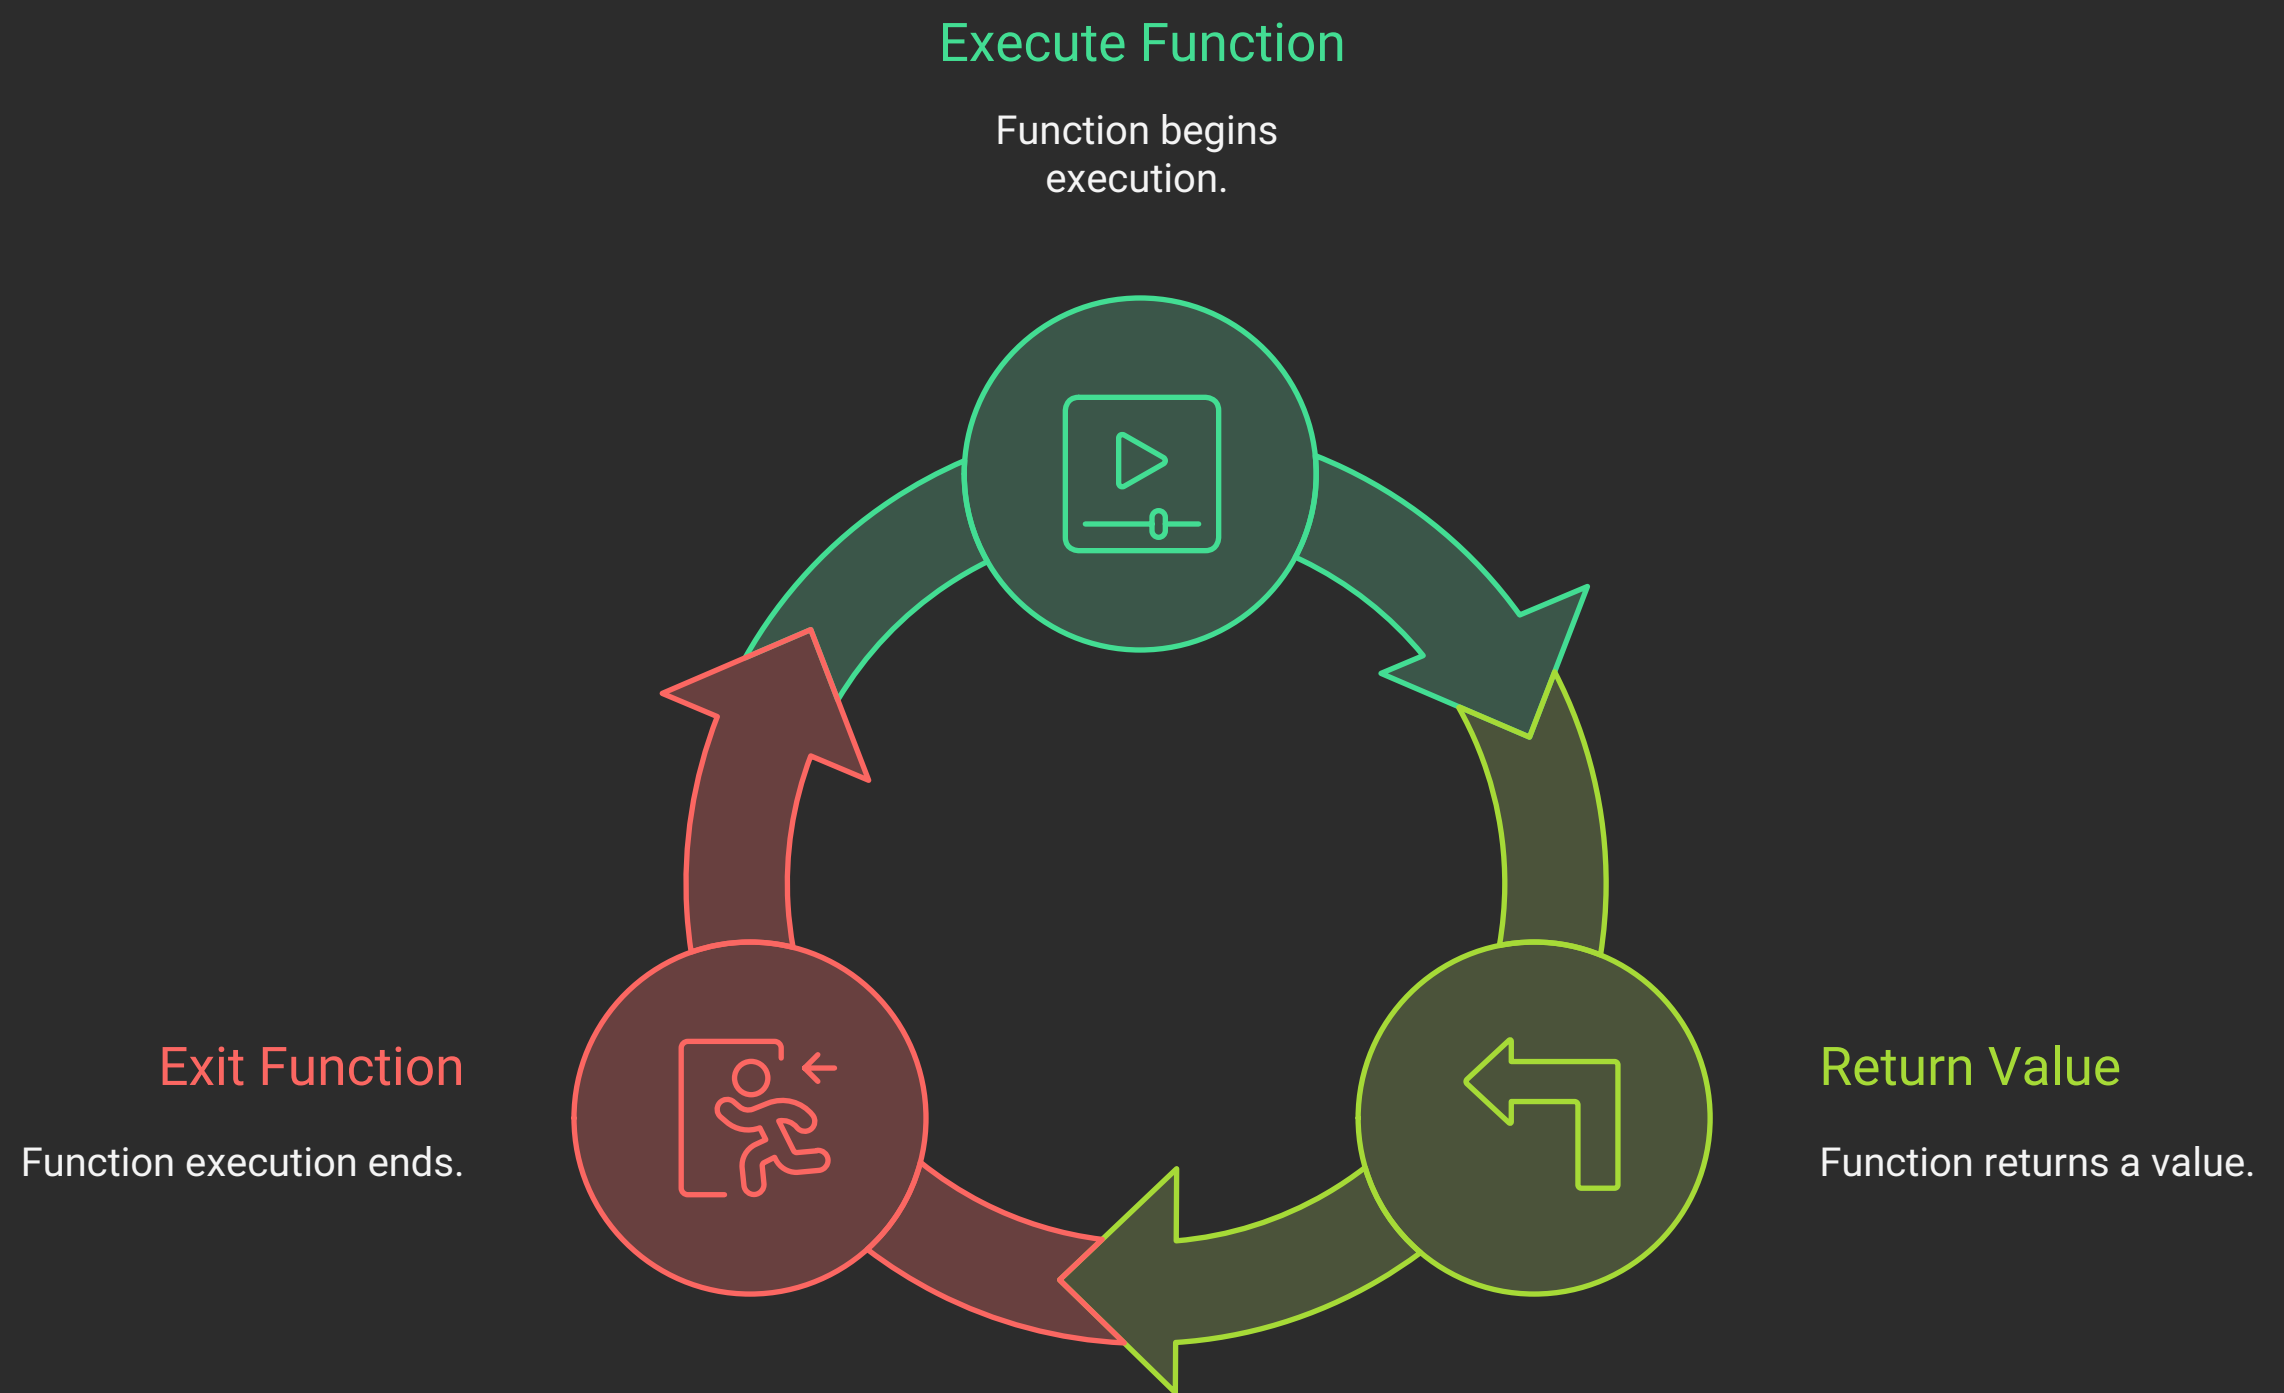 Execute Function
Function begins
execution.
Exit Function
Function execution ends.
Return Value
Function returns a value.